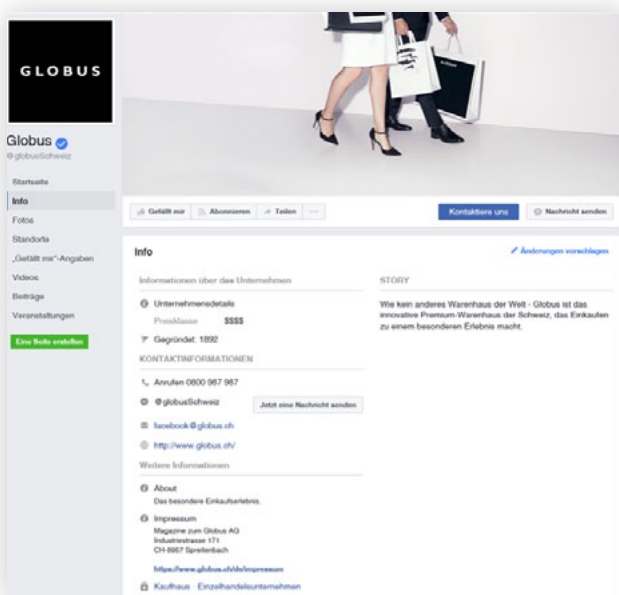 GLOBUS
Globus
@globusSchweiz
Startseite
Info
Fotos
Standorte
„Gefällt mir“-Angaben
Videos
Beiträge
Veranstaltungen
Eine Seite erstellen
Gefällt mir Abonnieren Teilen ...
Kontaktiere uns Nachricht senden
Info
Änderungen vorschlagen
Informationen über das Unternehmen
Unternehmensdetails
Preisklasse $$$$
Gegründet: 1892
KONTAKTINFORMATIONEN
Anrufen 0800 987 987
@globusSchweiz Jetzt eine Nachricht senden
facebook@globus.ch
http://www.globus.ch/
Weitere Informationen
About
Das besondere Einkaufserlebnis.
Impressum
Magazine zum Globus AG
Industriestrasse 171
CH-8957 Spreitenbach
https://www.globus.ch/de/impressum
Kaufhaus · Einzelhandelsunternehmen
STORY
Wie kein anderes Warenhaus der Welt - Globus ist das
innovative Premium-Warenhaus der Schweiz, das Einkaufen
zu einem besonderen Erlebnis macht.